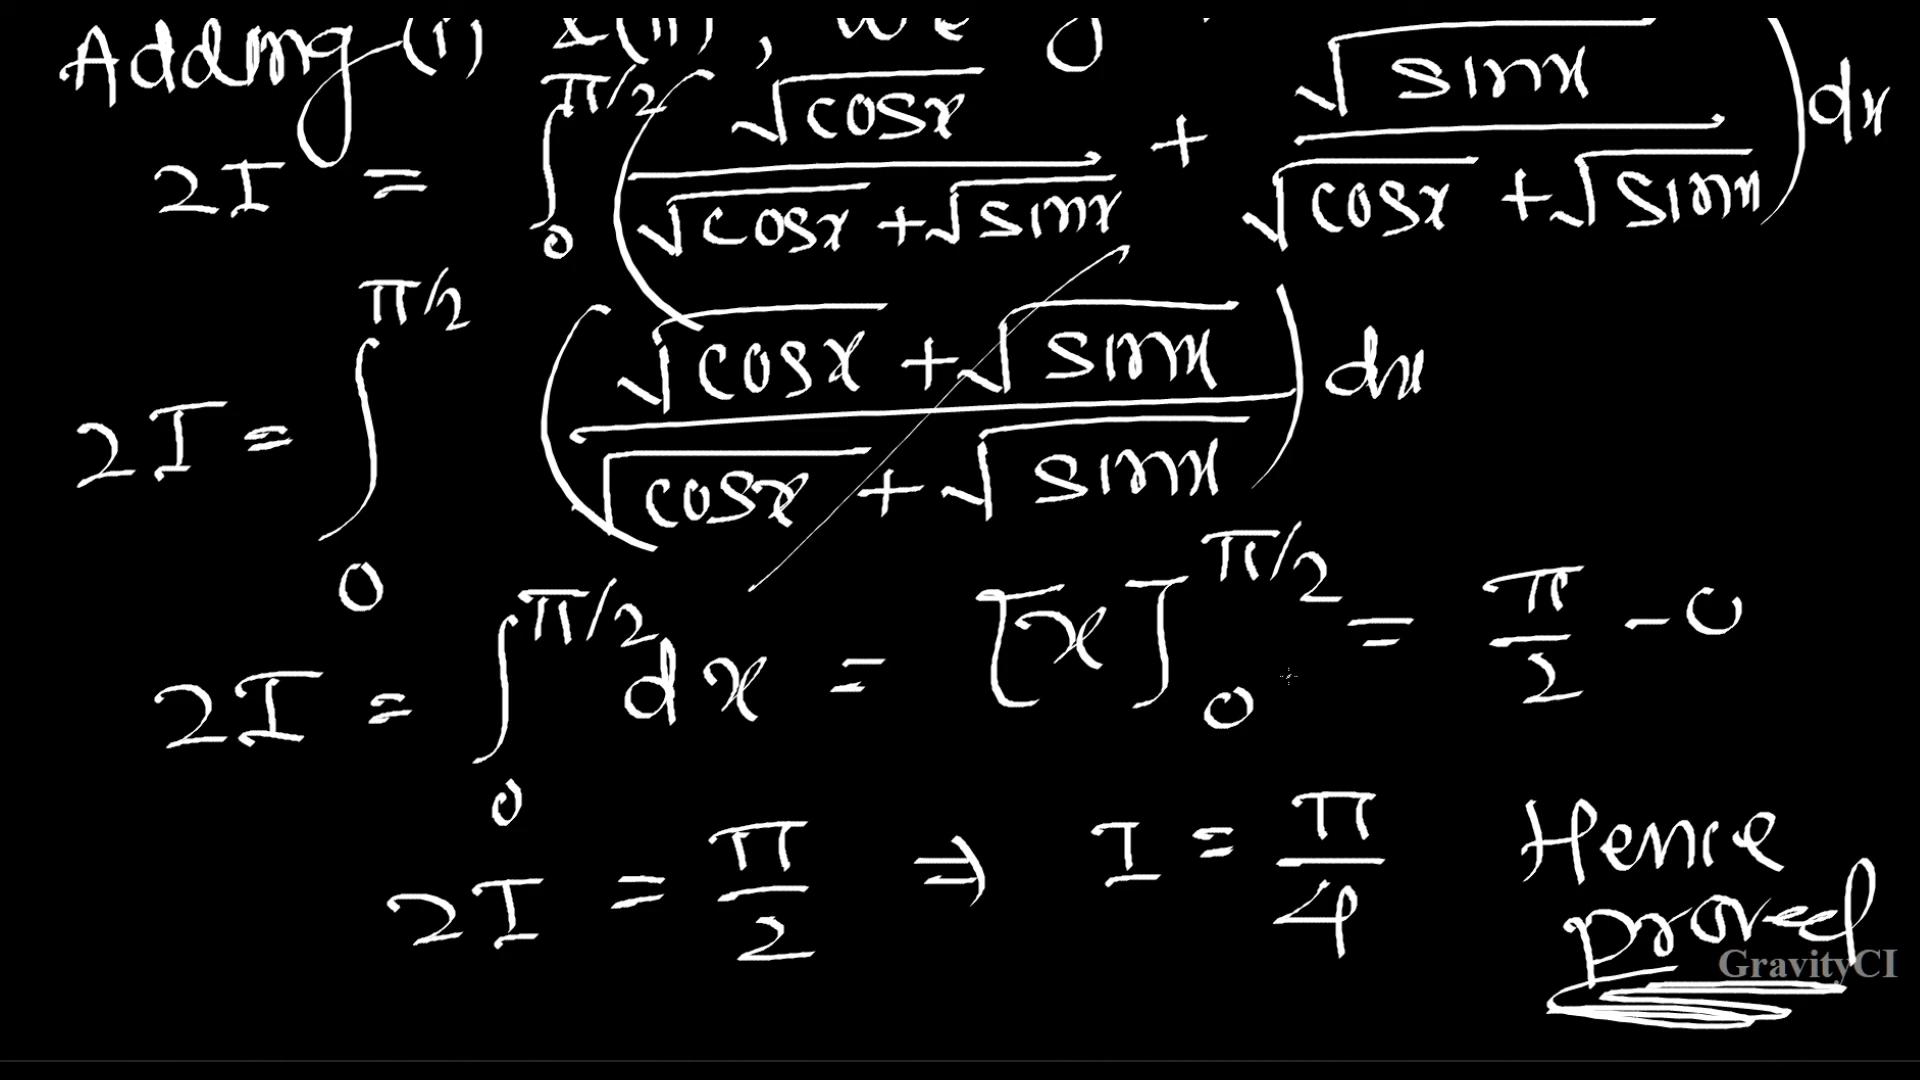 Adding (i) & (ii), we g
2I = ∫₀^{π/2} ( √cosx / (√cosx + √sinx) + √sinx / (√cosx + √sinx) ) dx
2I = ∫₀^{π/2} ( (√cosx + √sinx) / (√cosx + √sinx) ) dx
2I = ∫₀^{π/2} dx = [x]₀^{π/2} = π/2 - 0
2I = π/2 ⇒ I = π/4 Hence
proved
GravityCI